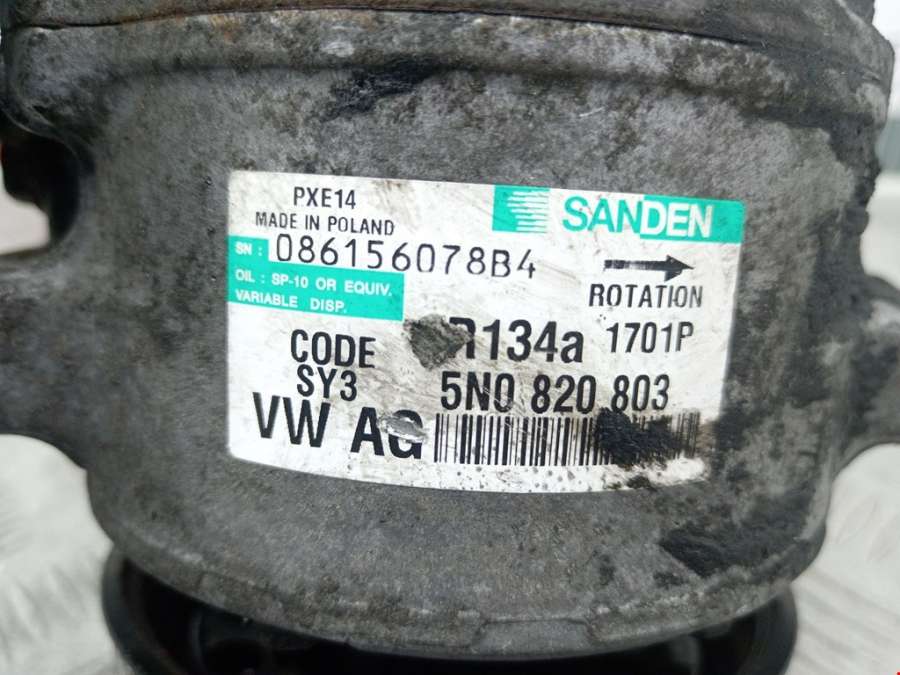 PXE14
MADE IN POLAND
SANDEN
SN : 086156078B4
OIL : SP-10 OR EQUIV.
VARIABLE DISP.
ROTATION
R134a 1701P
CODE
SY3
5N0 820 803
VW AG